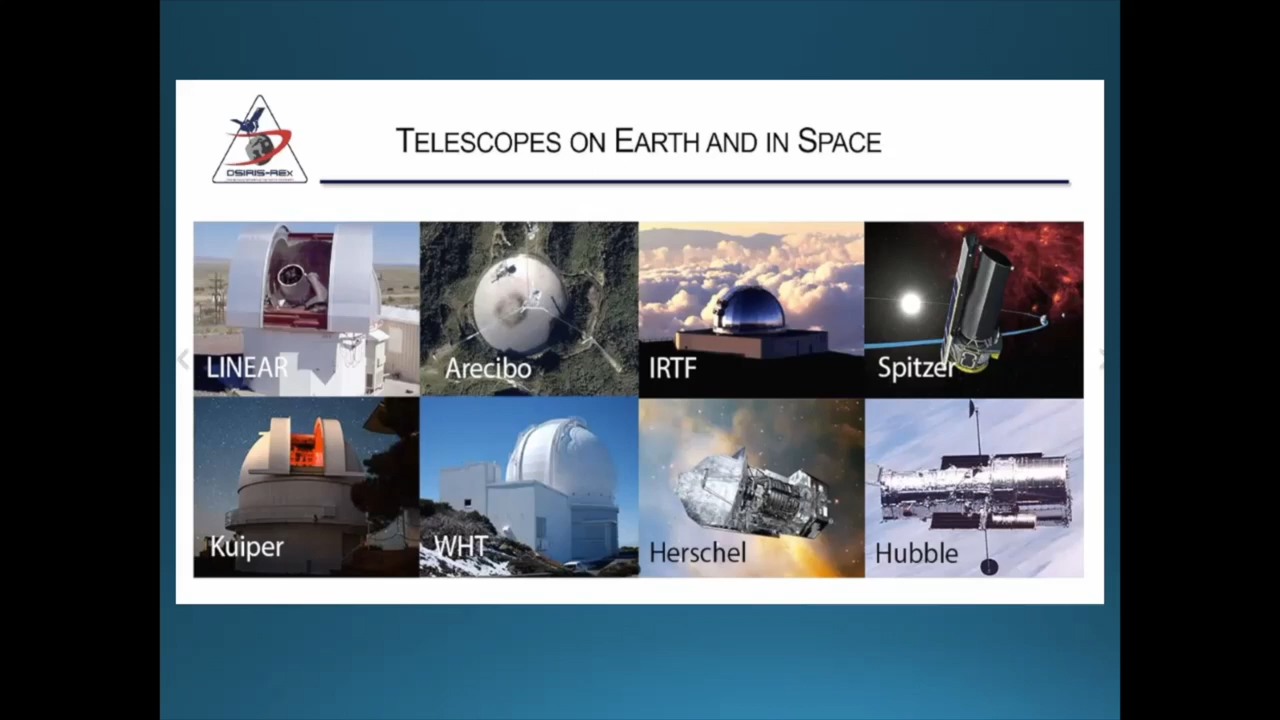 TELESCOPES ON EARTH AND IN SPACE
OSIRIS-REX
LINEAR
Arecibo
IRTF
Spitzer
Kuiper
WHT
Herschel
Hubble